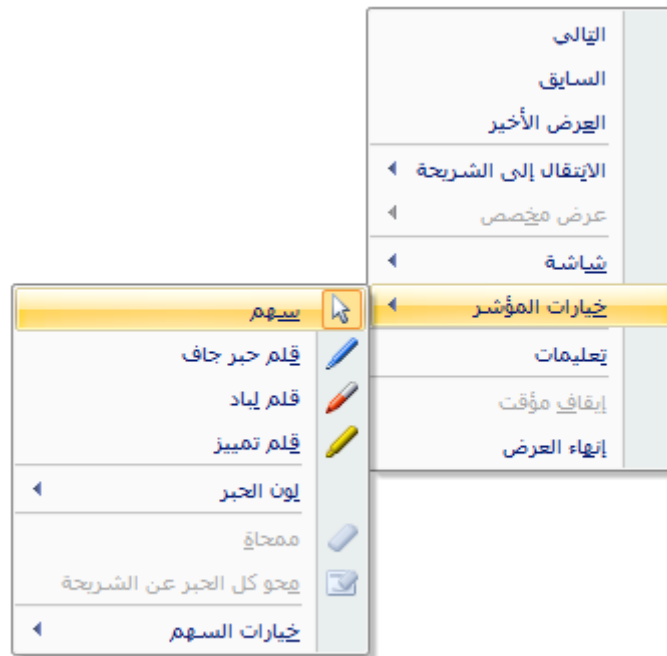 التالي
السابق
العرض الأخير
الانتقال إلى الشريحة
عرض مخصص
شاشة
خيارات المؤشر
تعليمات
إيقاف مؤقت
إنهاء العرض
سهم
قلم حبر جاف
قلم لباد
قلم تمييز
لون الحبر
ممحاة
محو كل الحبر عن الشريحة
خيارات السهم